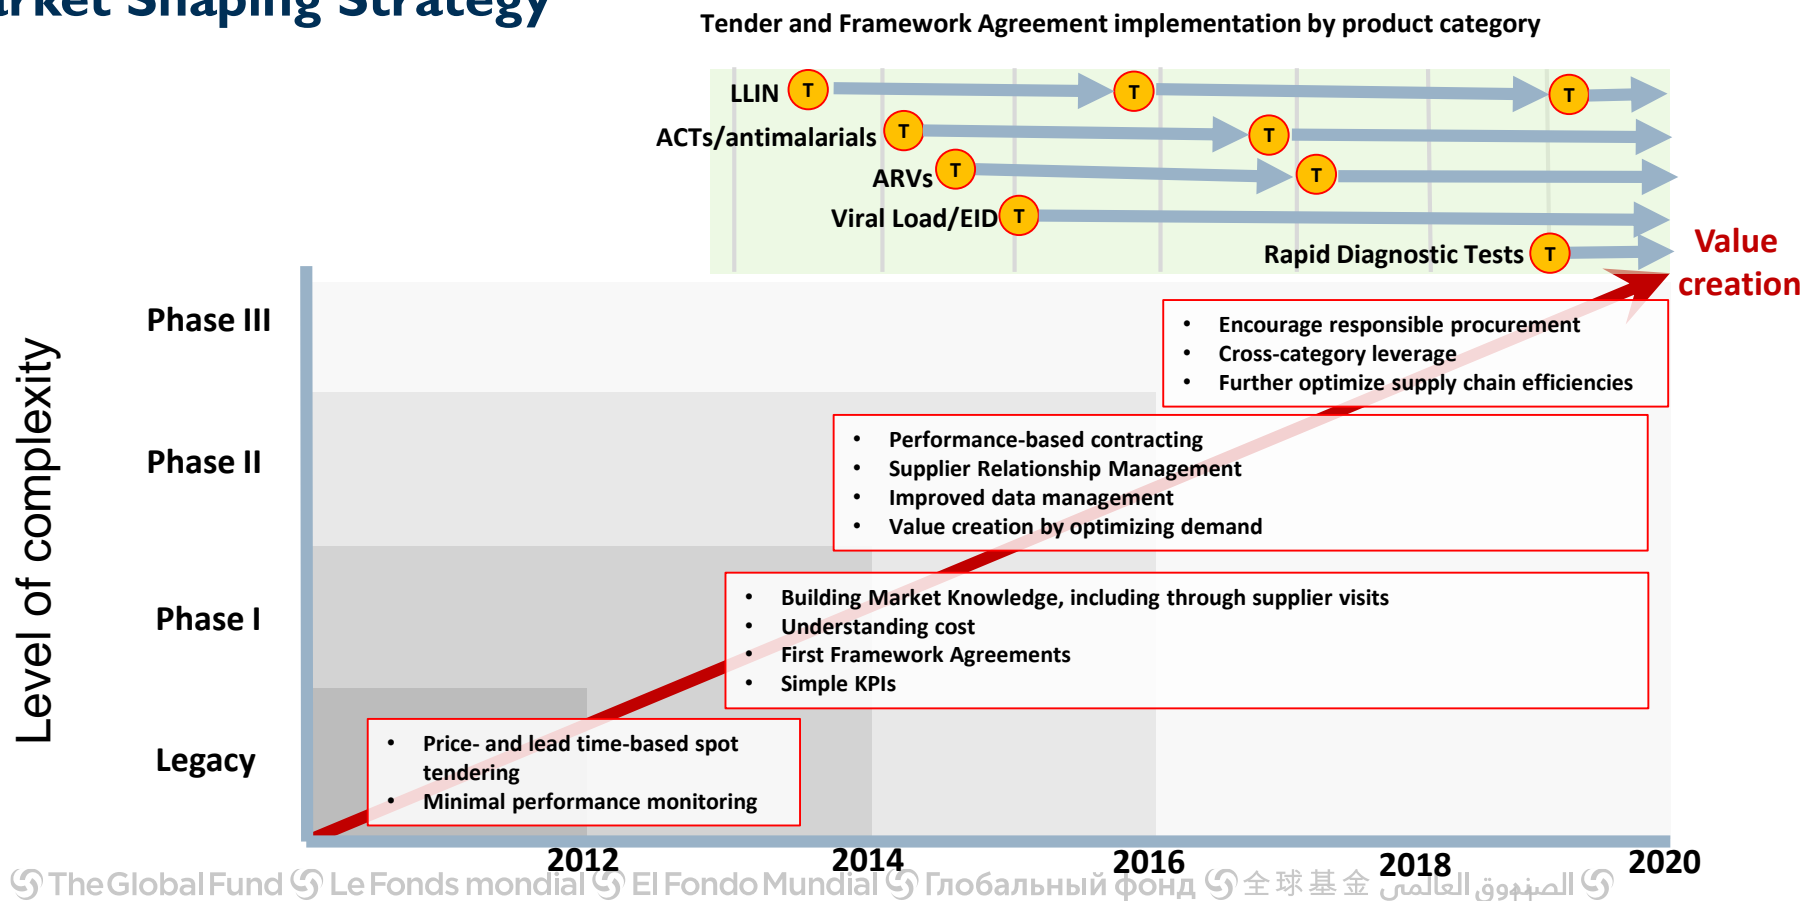 Market Shaping Strategy
Tender and Framework Agreement implementation by product category
LLIN T T T
ACTs/antimalarials T T
ARVs T T
Viral Load/EID T
Rapid Diagnostic Tests T
Value
creation
Level of complexity
Phase III
• Encourage responsible procurement
• Cross-category leverage
• Further optimize supply chain efficiencies
Phase II
• Performance-based contracting
• Supplier Relationship Management
• Improved data management
• Value creation by optimizing demand
Phase I
• Building Market Knowledge, including through supplier visits
• Understanding cost
• First Framework Agreements
• Simple KPIs
Legacy
• Price- and lead time-based spot
tendering
• Minimal performance monitoring
2012 2014 2016 2018 2020
The Global Fund Le Fonds mondial El Fondo Mundial Глобальный фонд 全球基金 الصندوق العالمي